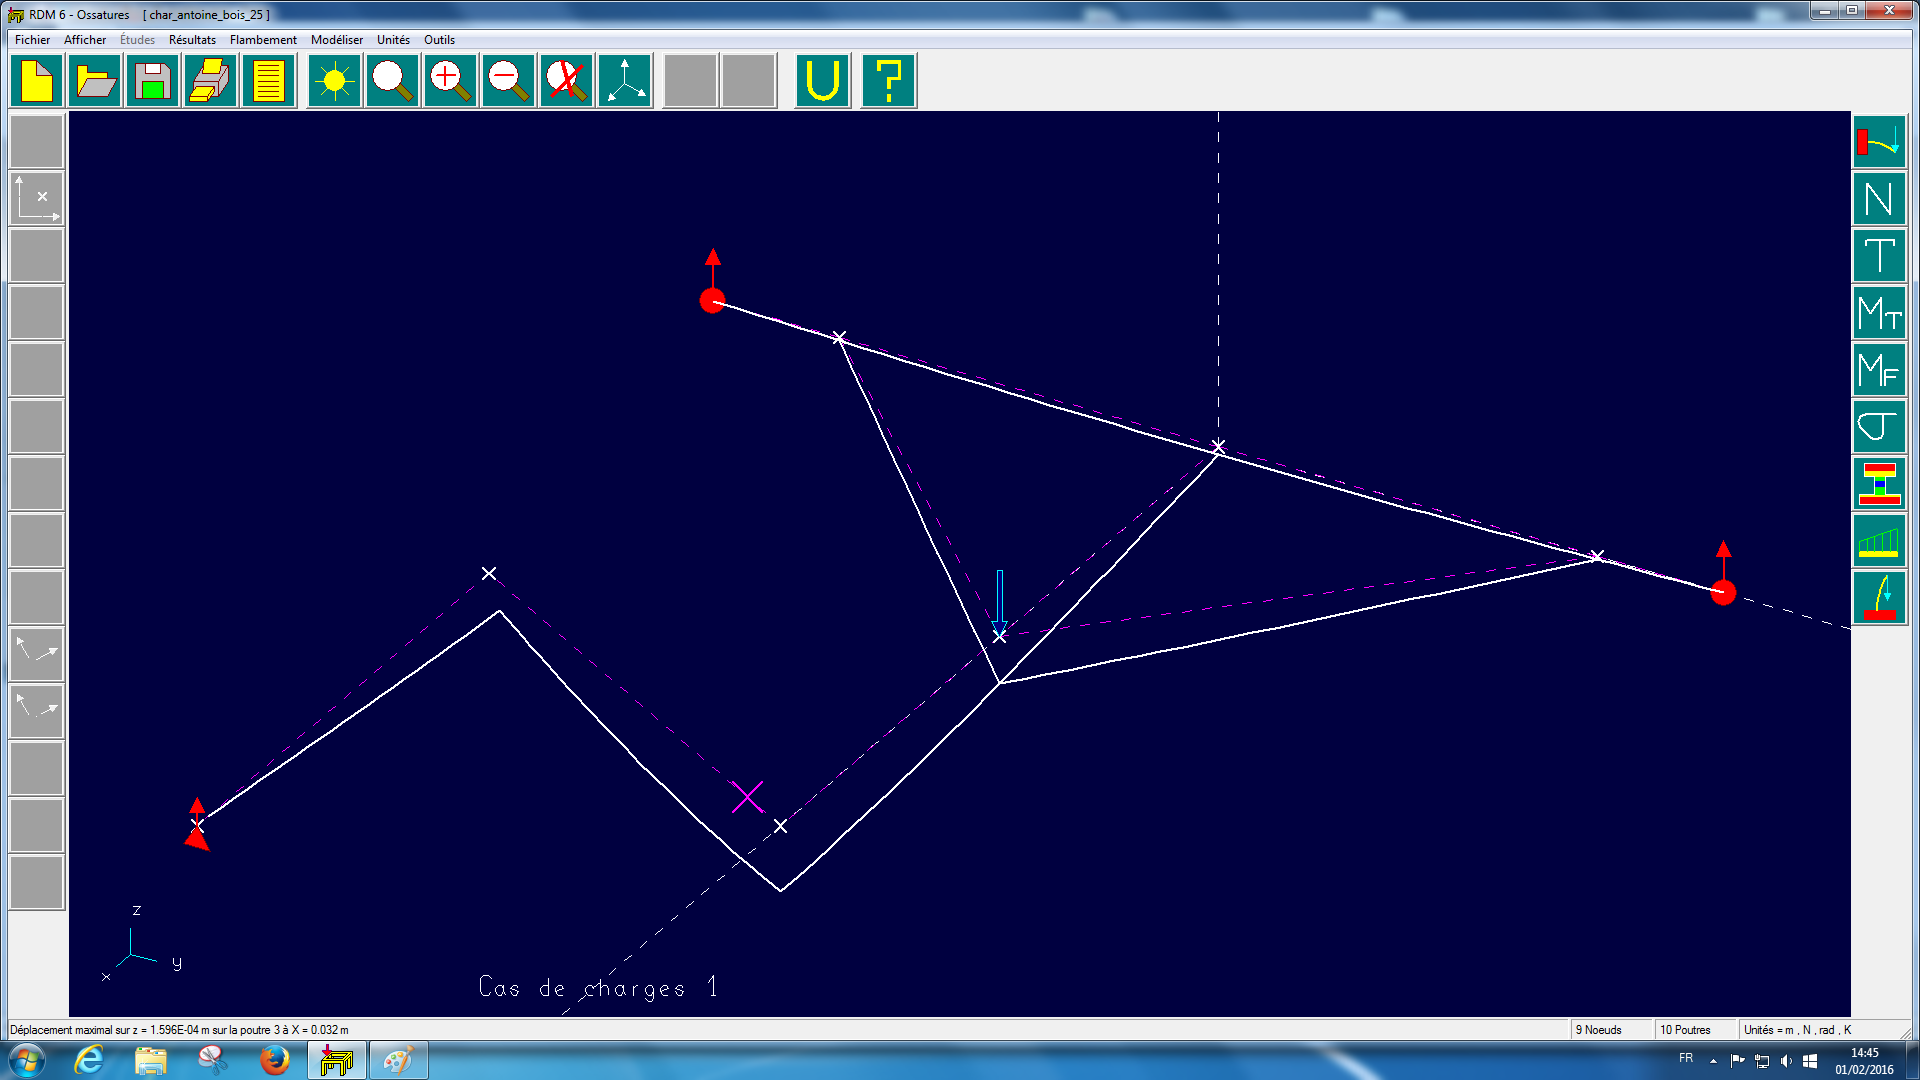 RDM 6 - Ossatures [ char_antoine_bois_25 ]
Fichier Afficher Études Résultats Flambement Modéliser Unités Outils
U ?
N
T
MT
MF
σ
z
y
x
Cas de charges 1
Déplacement maximal sur z = 1.596E-04 m sur la poutre 3 à X = 0.032 m
9 Noeuds
10 Poutres
Unités = m , N , rad , K
FR
14:45
01/02/2016